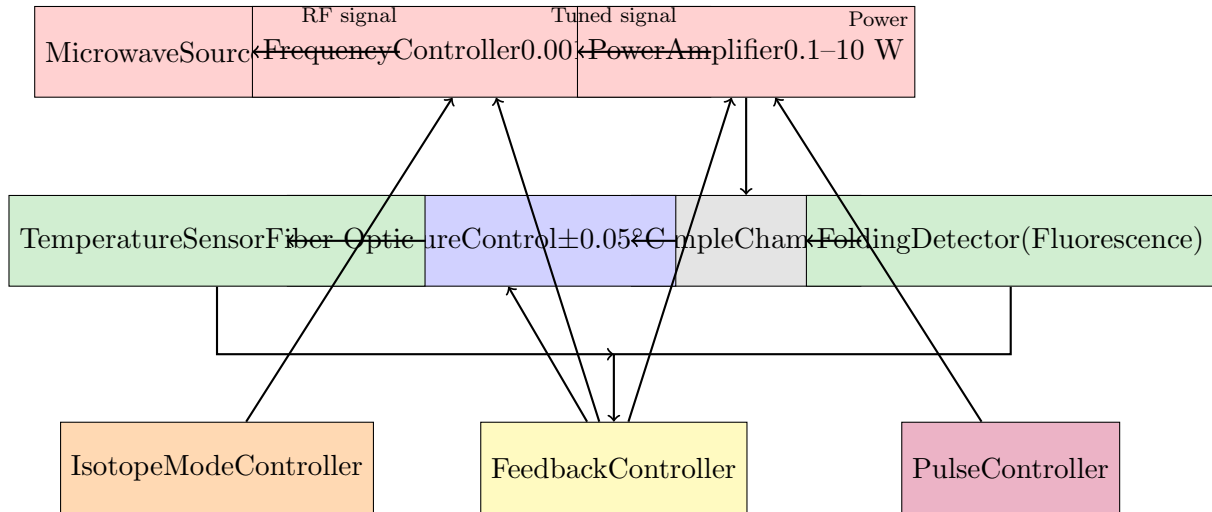 RF signal
Tuned signal
Power
MicrowaveSourc
FrequencyController0.001
PowerAmplifier0.1–10 W
TemperatureSensorFiber Optic
ureControl±0.05°C
mpleCham
FoldingDetector(Fluorescence)
IsotopeModeController
FeedbackController
PulseController